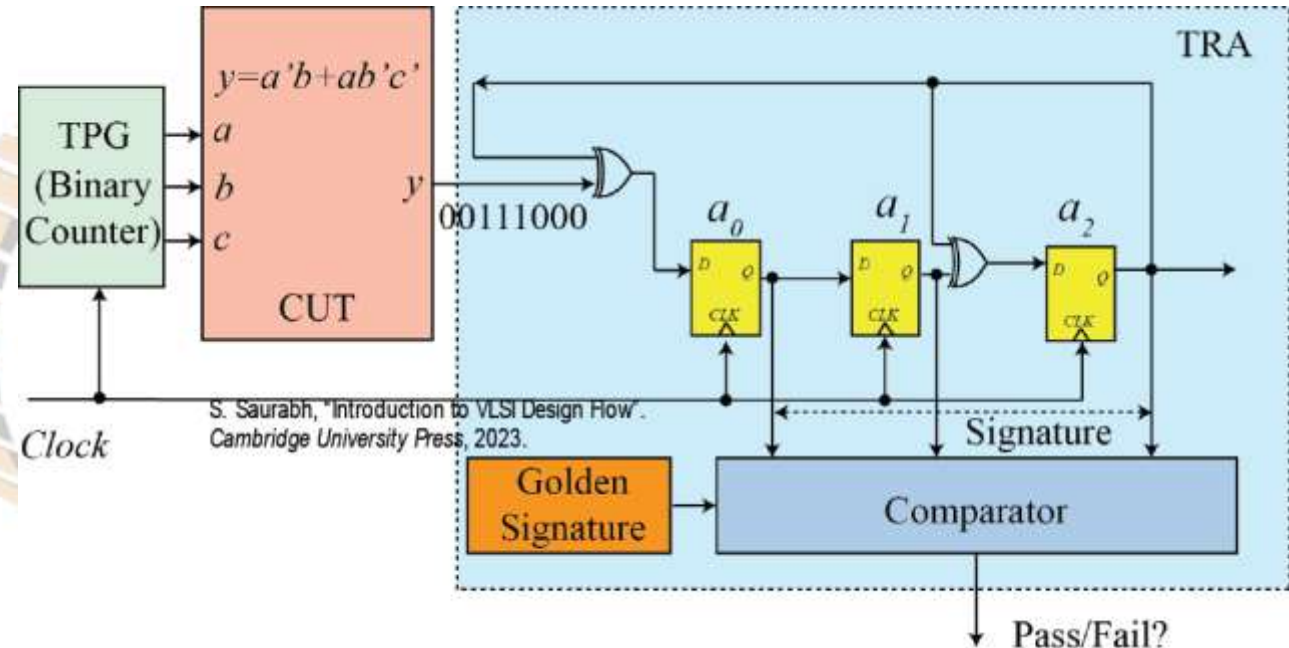 TPG
(Binary
Counter)
y=a’b+ab’c’
a
b
c
y
CUT
00111000
TRA
a0
a1
a2
D
Q
CLK
D
Q
CLK
D
Q
CLK
Clock
S. Saurabh, “Introduction to VLSI Design Flow”.
Cambridge University Press, 2023.
Signature
Golden
Signature
Comparator
Pass/Fail?